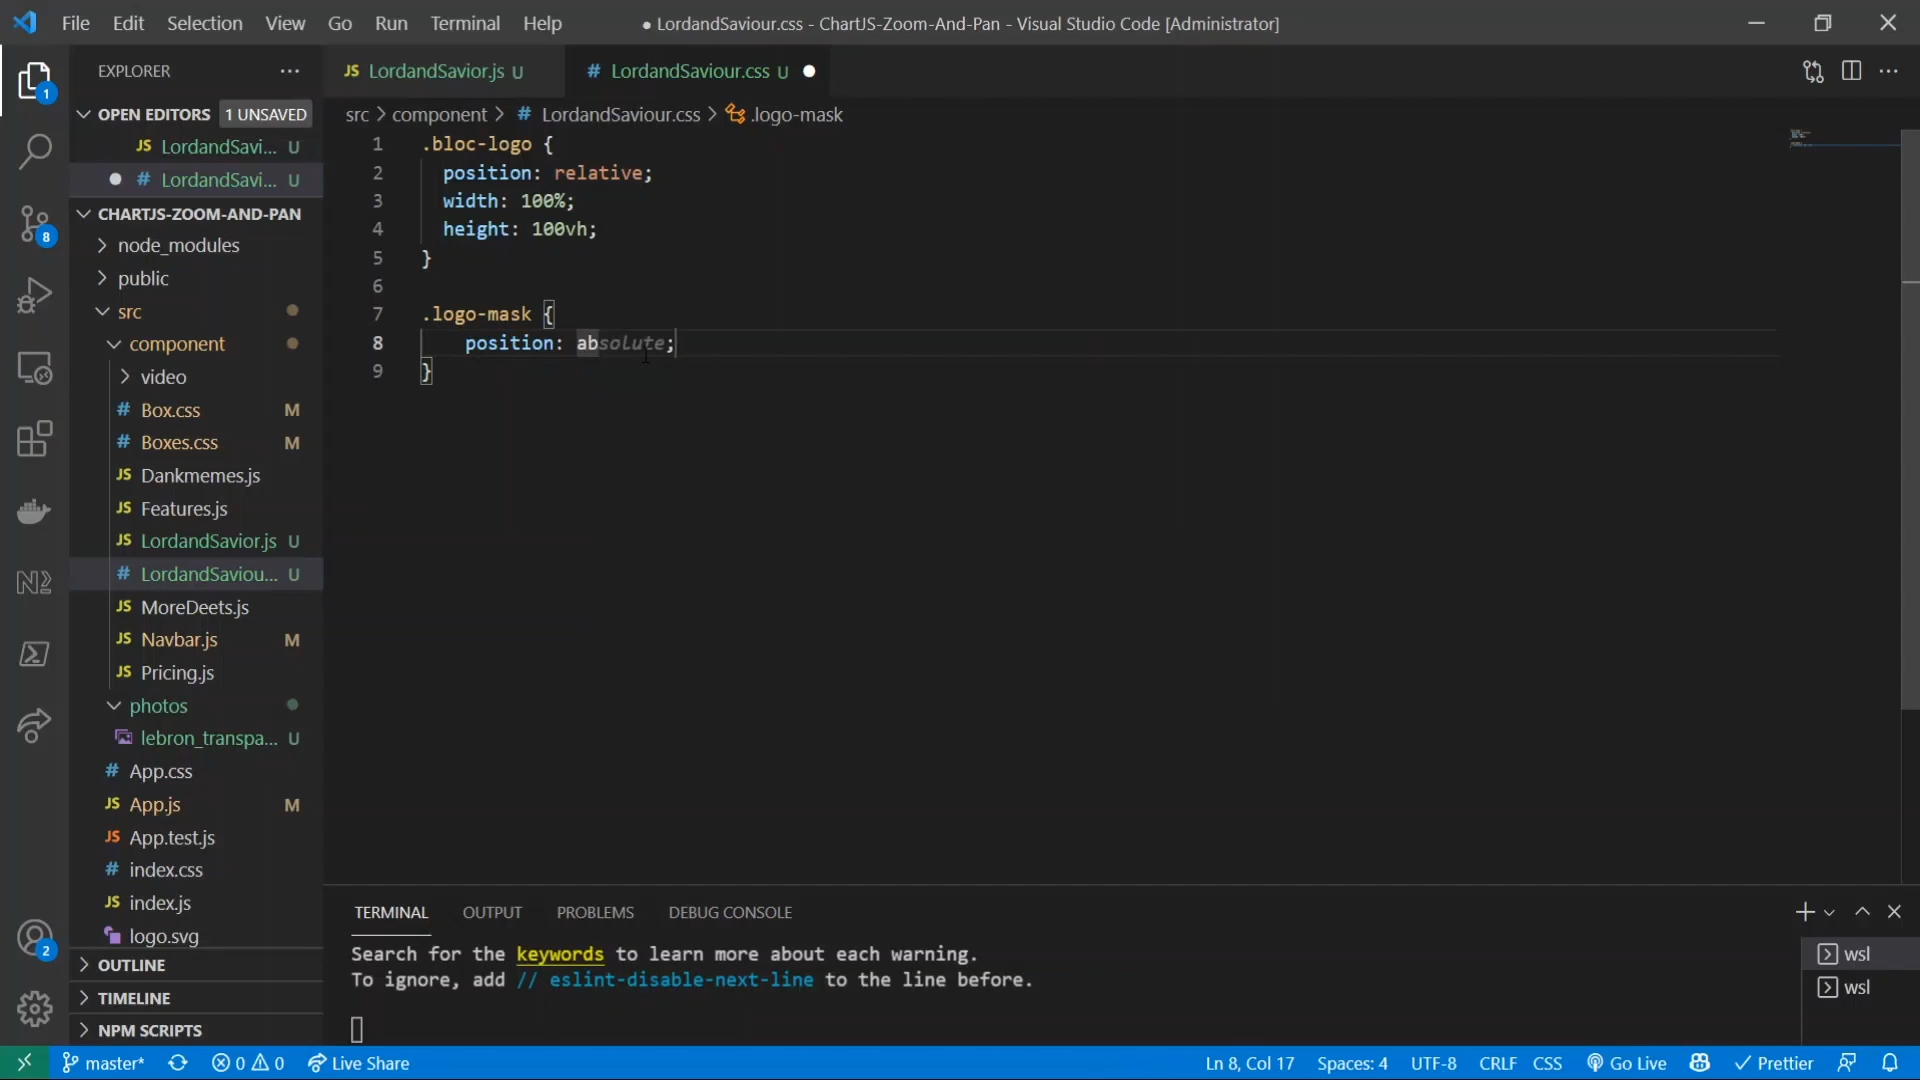 File Edit Selection View Go Run Terminal Help
● LordandSaviour.css - ChartJS-Zoom-And-Pan - Visual Studio Code [Administrator]
EXPLORER
JS LordandSavior.js U
# LordandSaviour.css U
OPEN EDITORS 1 UNSAVED
JS LordandSavi... U
# LordandSavi... U
CHARTJS-ZOOM-AND-PAN
node_modules
public
src
component
video
# Box.css M
# Boxes.css M
JS Dankmemes.js
JS Features.js
JS LordandSavior.js U
# LordandSaviou... U
JS MoreDeets.js
JS Navbar.js M
JS Pricing.js
photos
lebron_transpa... U
# App.css
JS App.js M
JS App.test.js
# index.css
JS index.js
logo.svg
OUTLINE
TIMELINE
NPM SCRIPTS
1
8
2
src > component > # LordandSaviour.css > .logo-mask
1 .bloc-logo {
2 position: relative;
3 width: 100%;
4 height: 100vh;
5 }
6
7 .logo-mask {
8 position: absolute;
9 }
TERMINAL OUTPUT PROBLEMS DEBUG CONSOLE
Search for the keywords to learn more about each warning.
To ignore, add // eslint-disable-next-line to the line before.
wsl
wsl
master* 0 0 Live Share Ln 8, Col 17 Spaces: 4 UTF-8 CRLF CSS Go Live Prettier